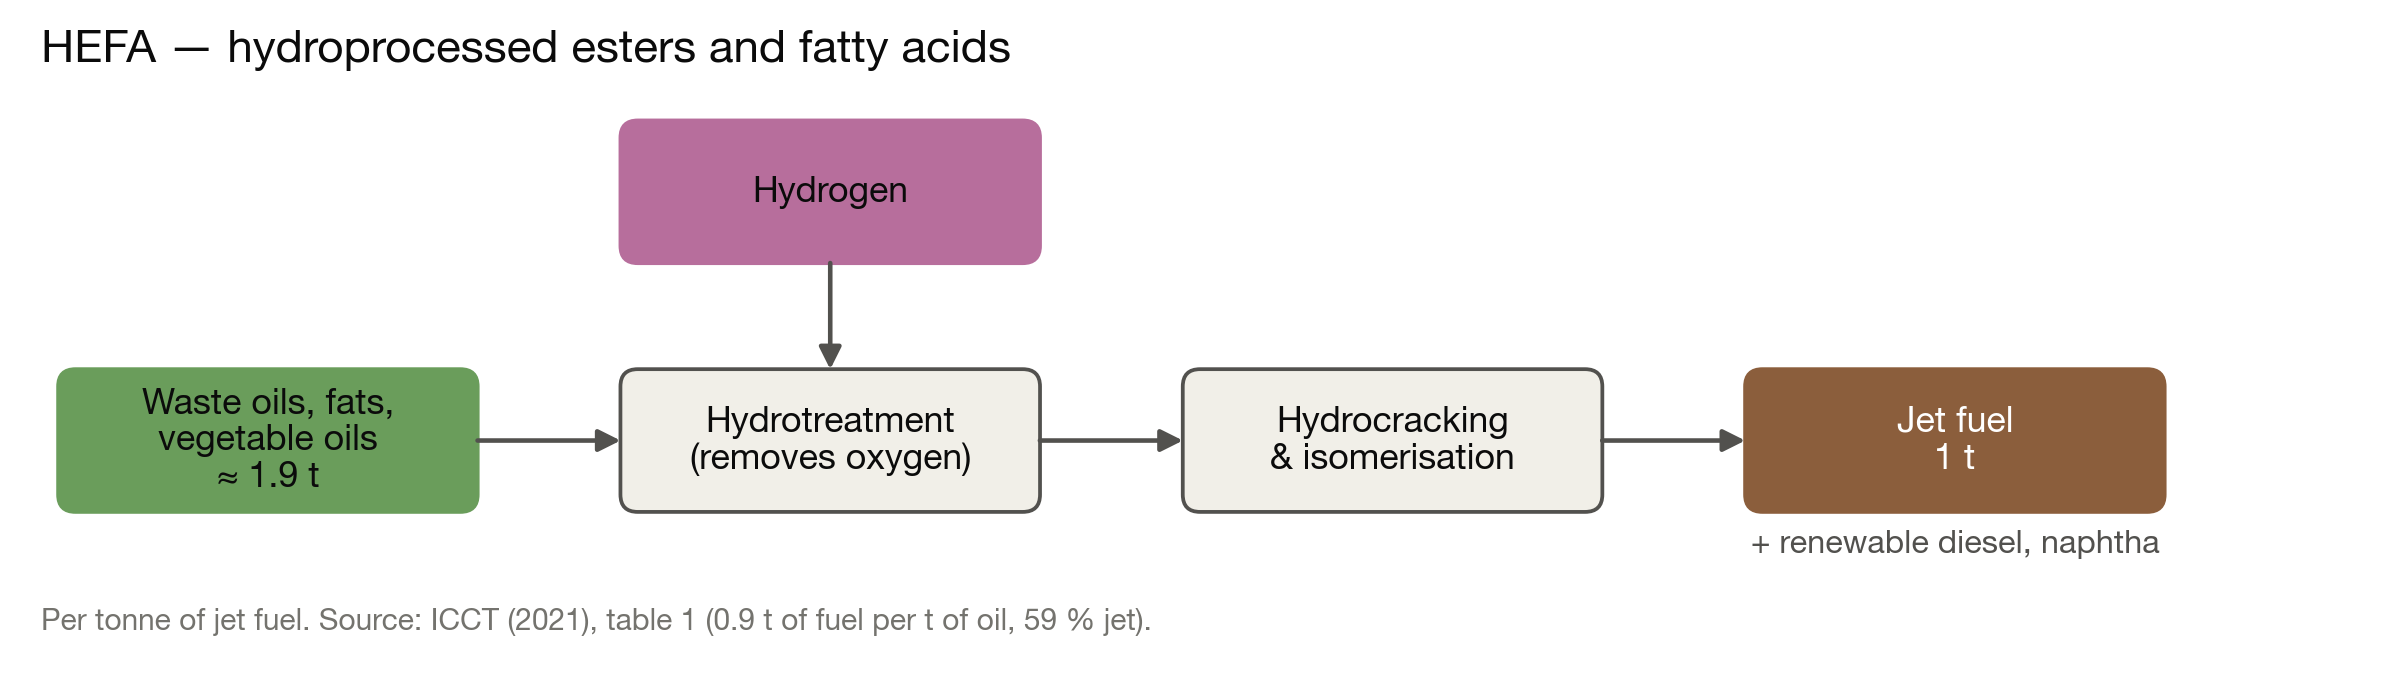 HEFA — hydroprocessed esters and fatty acids
Hydrogen
Waste oils, fats,
vegetable oils
≈ 1.9 t
Hydrotreatment
(removes oxygen)
Hydrocracking
& isomerisation
Jet fuel
1 t
+ renewable diesel, naphtha
Per tonne of jet fuel. Source: ICCT (2021), table 1 (0.9 t of fuel per t of oil, 59 % jet).